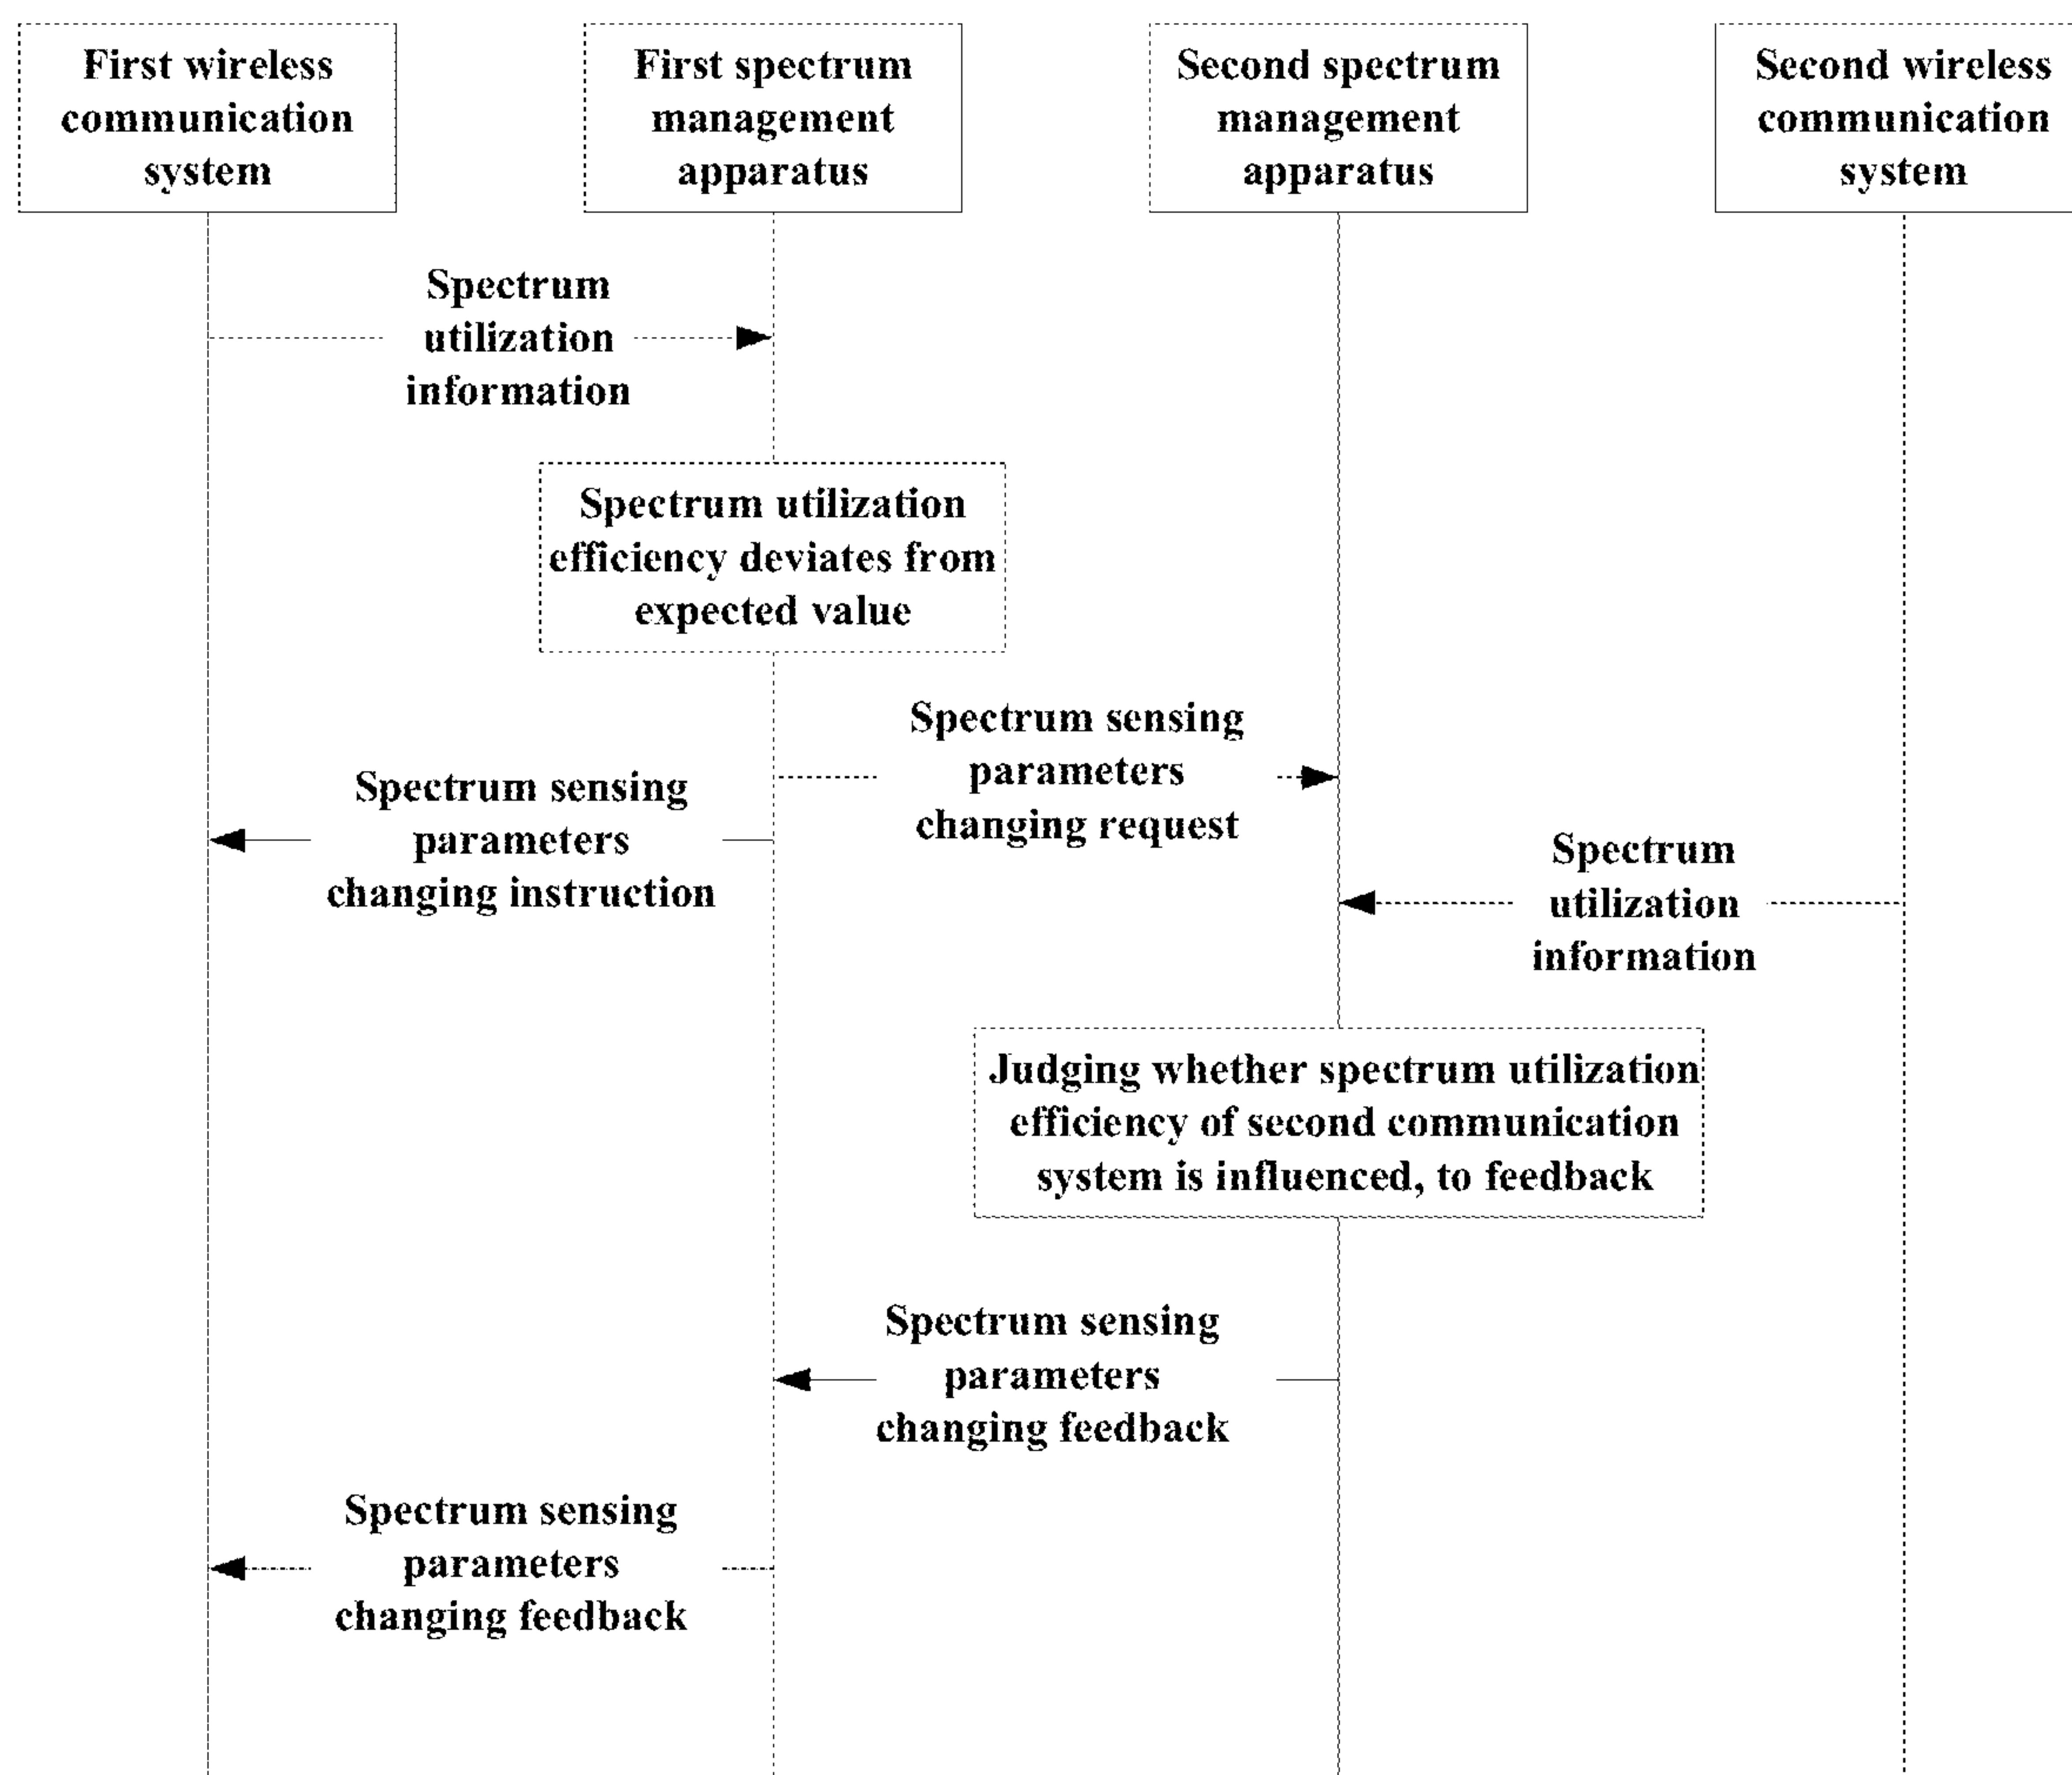 First wireless
communication
system
First spectrum
management
apparatus
Second spectrum
management
apparatus
Second wireless
communication
system
Spectrum
utilization
information
Spectrum utilization
efficiency deviates from
expected value
Spectrum sensing
parameters
changing request
Spectrum sensing
parameters
changing instruction
Spectrum
utilization
information
Judging whether spectrum utilization
efficiency of second communication
system is influenced, to feedback
Spectrum sensing
parameters
changing feedback
Spectrum sensing
parameters
changing feedback